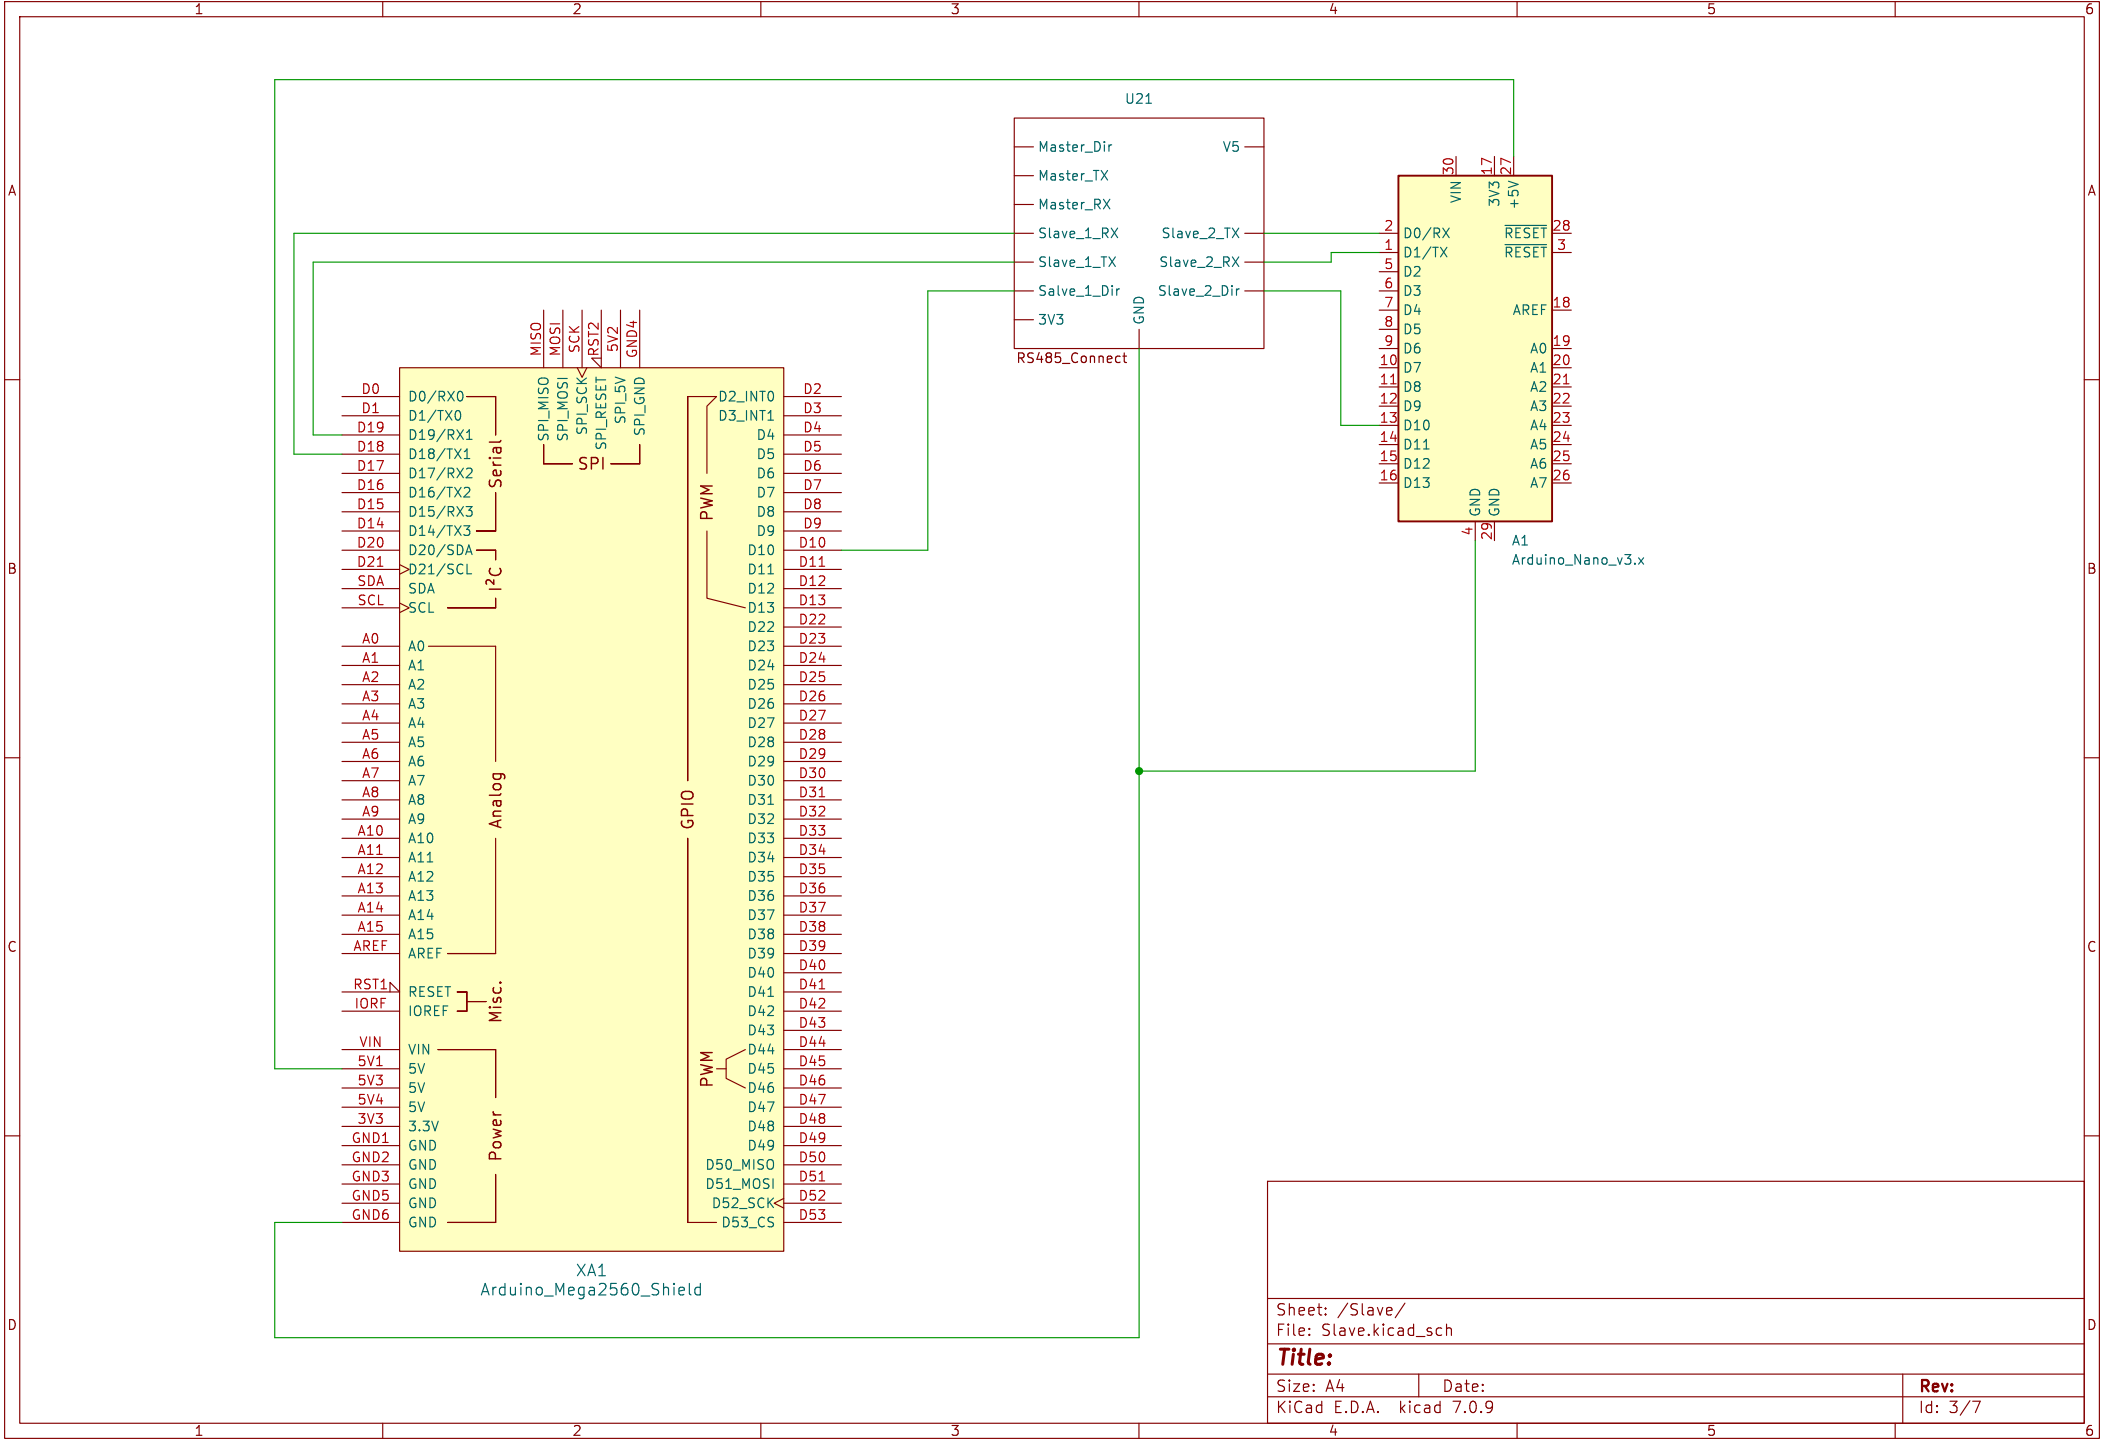 1 2 3 4 5 6
A
B
C
D
A
B
C
D
1 2 3 4 5 6
U21
Master_Dir
Master_TX
Master_RX
Slave_1_RX
Slave_1_TX
Salve_1_Dir
3V3
V5
Slave_2_TX
Slave_2_RX
Slave_2_Dir
GND
RS485_Connect
30 17 27
VIN 3V3 +5V
2 D0/RX
1 D1/TX
5 D2
6 D3
7 D4
8 D5
9 D6
10 D7
11 D8
12 D9
13 D10
14 D11
15 D12
16 D13
RESET 28
RESET 3
AREF 18
A0 19
A1 20
A2 21
A3 22
A4 23
A5 24
A6 25
A7 26
GND GND
4 29
A1
Arduino_Nano_v3.x
MISO MOSI SCK RST2 5V2 GND4
SPI_MISO SPI_MOSI SPI_SCK SPI_RESET SPI_5V SPI_GND
SPI
D0 D0/RX0
D1 D1/TX0
D19 D19/RX1
D18 D18/TX1
D17 D17/RX2
D16 D16/TX2
D15 D15/RX3
D14 D14/TX3
Serial
D20 D20/SDA
D21 D21/SCL
SDA SDA
SCL SCL
I²C
A0 A0
A1 A1
A2 A2
A3 A3
A4 A4
A5 A5
A6 A6
A7 A7
A8 A8
A9 A9
A10 A10
A11 A11
A12 A12
A13 A13
A14 A14
A15 A15
AREF AREF
Analog
RST1 RESET
IORF IOREF
Misc.
VIN VIN
5V1 5V
5V3 5V
5V4 5V
3V3 3.3V
GND1 GND
GND2 GND
GND3 GND
GND5 GND
GND6 GND
Power
D2_INT0 D2
D3_INT1 D3
D4 D4
D5 D5
D6 D6
D7 D7
D8 D8
D9 D9
D10 D10
D11 D11
D12 D12
D13 D13
PWM
D22 D22
D23 D23
D24 D24
D25 D25
D26 D26
D27 D27
D28 D28
D29 D29
D30 D30
D31 D31
D32 D32
D33 D33
D34 D34
D35 D35
D36 D36
D37 D37
D38 D38
D39 D39
D40 D40
D41 D41
D42 D42
D43 D43
D44 D44
D45 D45
D46 D46
PWM
D47 D47
D48 D48
D49 D49
D50_MISO D50
D51_MOSI D51
D52_SCK D52
D53_CS D53
GPIO
XA1
Arduino_Mega2560_Shield
Sheet: /Slave/
File: Slave.kicad_sch
Title:
Size: A4 Date: Rev:
KiCad E.D.A. kicad 7.0.9 Id: 3/7